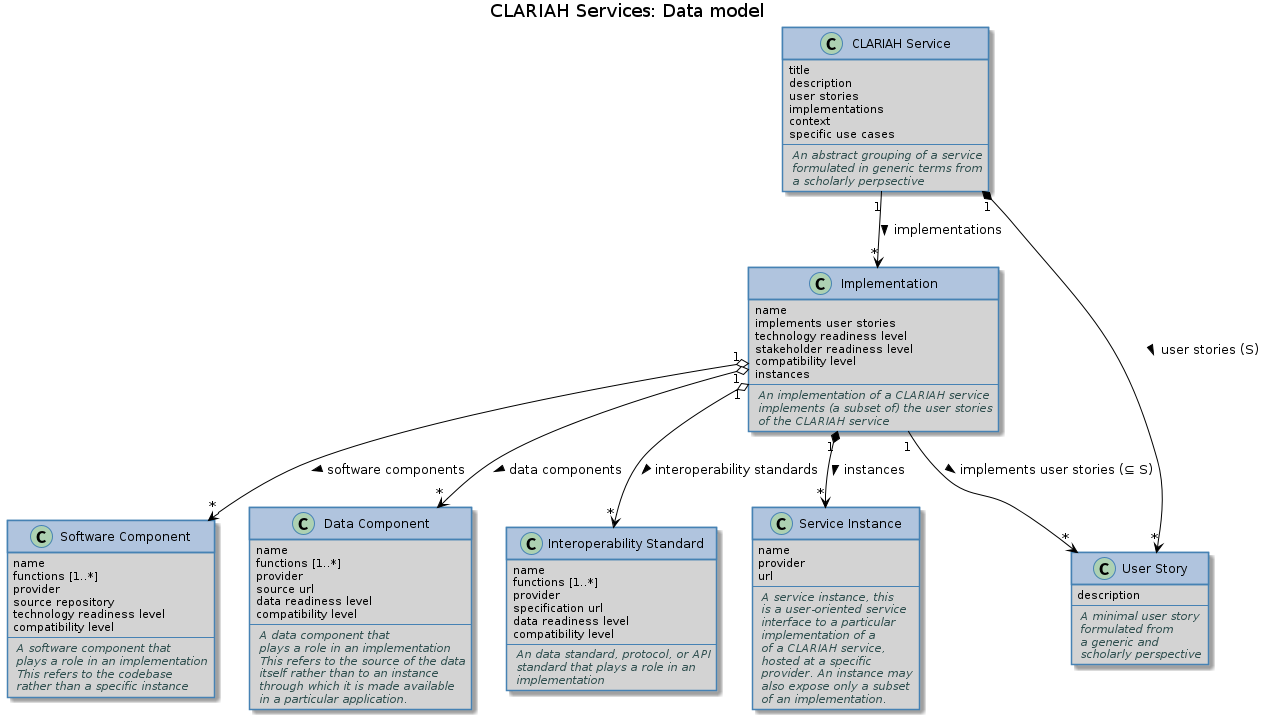 CLARIAH Services: Data model
C CLARIAH Service
title
description
user stories
implementations
context
specific use cases
An abstract grouping of a service
formulated in generic terms from
a scholarly perpsective
1
1
implementations
*
C Implementation
name
implements user stories
technology readiness level
stakeholder readiness level
compatibility level
instances
An implementation of a CLARIAH service
implements (a subset of) the user stories
of the CLARIAH service
user stories (S)
1
1
1
1
1
software components
data components
interoperability standards
instances
implements user stories (⊆ S)
*
*
*
*
*
*
C Software Component
name
functions [1..*]
provider
source repository
technology readiness level
compatibility level
A software component that
plays a role in an implementation
This refers to the codebase
rather than a specific instance
C Data Component
name
functions [1..*]
provider
source url
data readiness level
compatibility level
A data component that
plays a role in an implementation
This refers to the source of the data
itself rather than to an instance
through which it is made available
in a particular application.
C Interoperability Standard
name
functions [1..*]
provider
specification url
data readiness level
compatibility level
An data standard, protocol, or API
standard that plays a role in an
implementation
C Service Instance
name
provider
url
A service instance, this
is a user-oriented service
interface to a particular
implementation of a
of a CLARIAH service,
hosted at a specific
provider. An instance may
also expose only a subset
of an implementation.
C User Story
description
A minimal user story
formulated from
a generic and
scholarly perspective